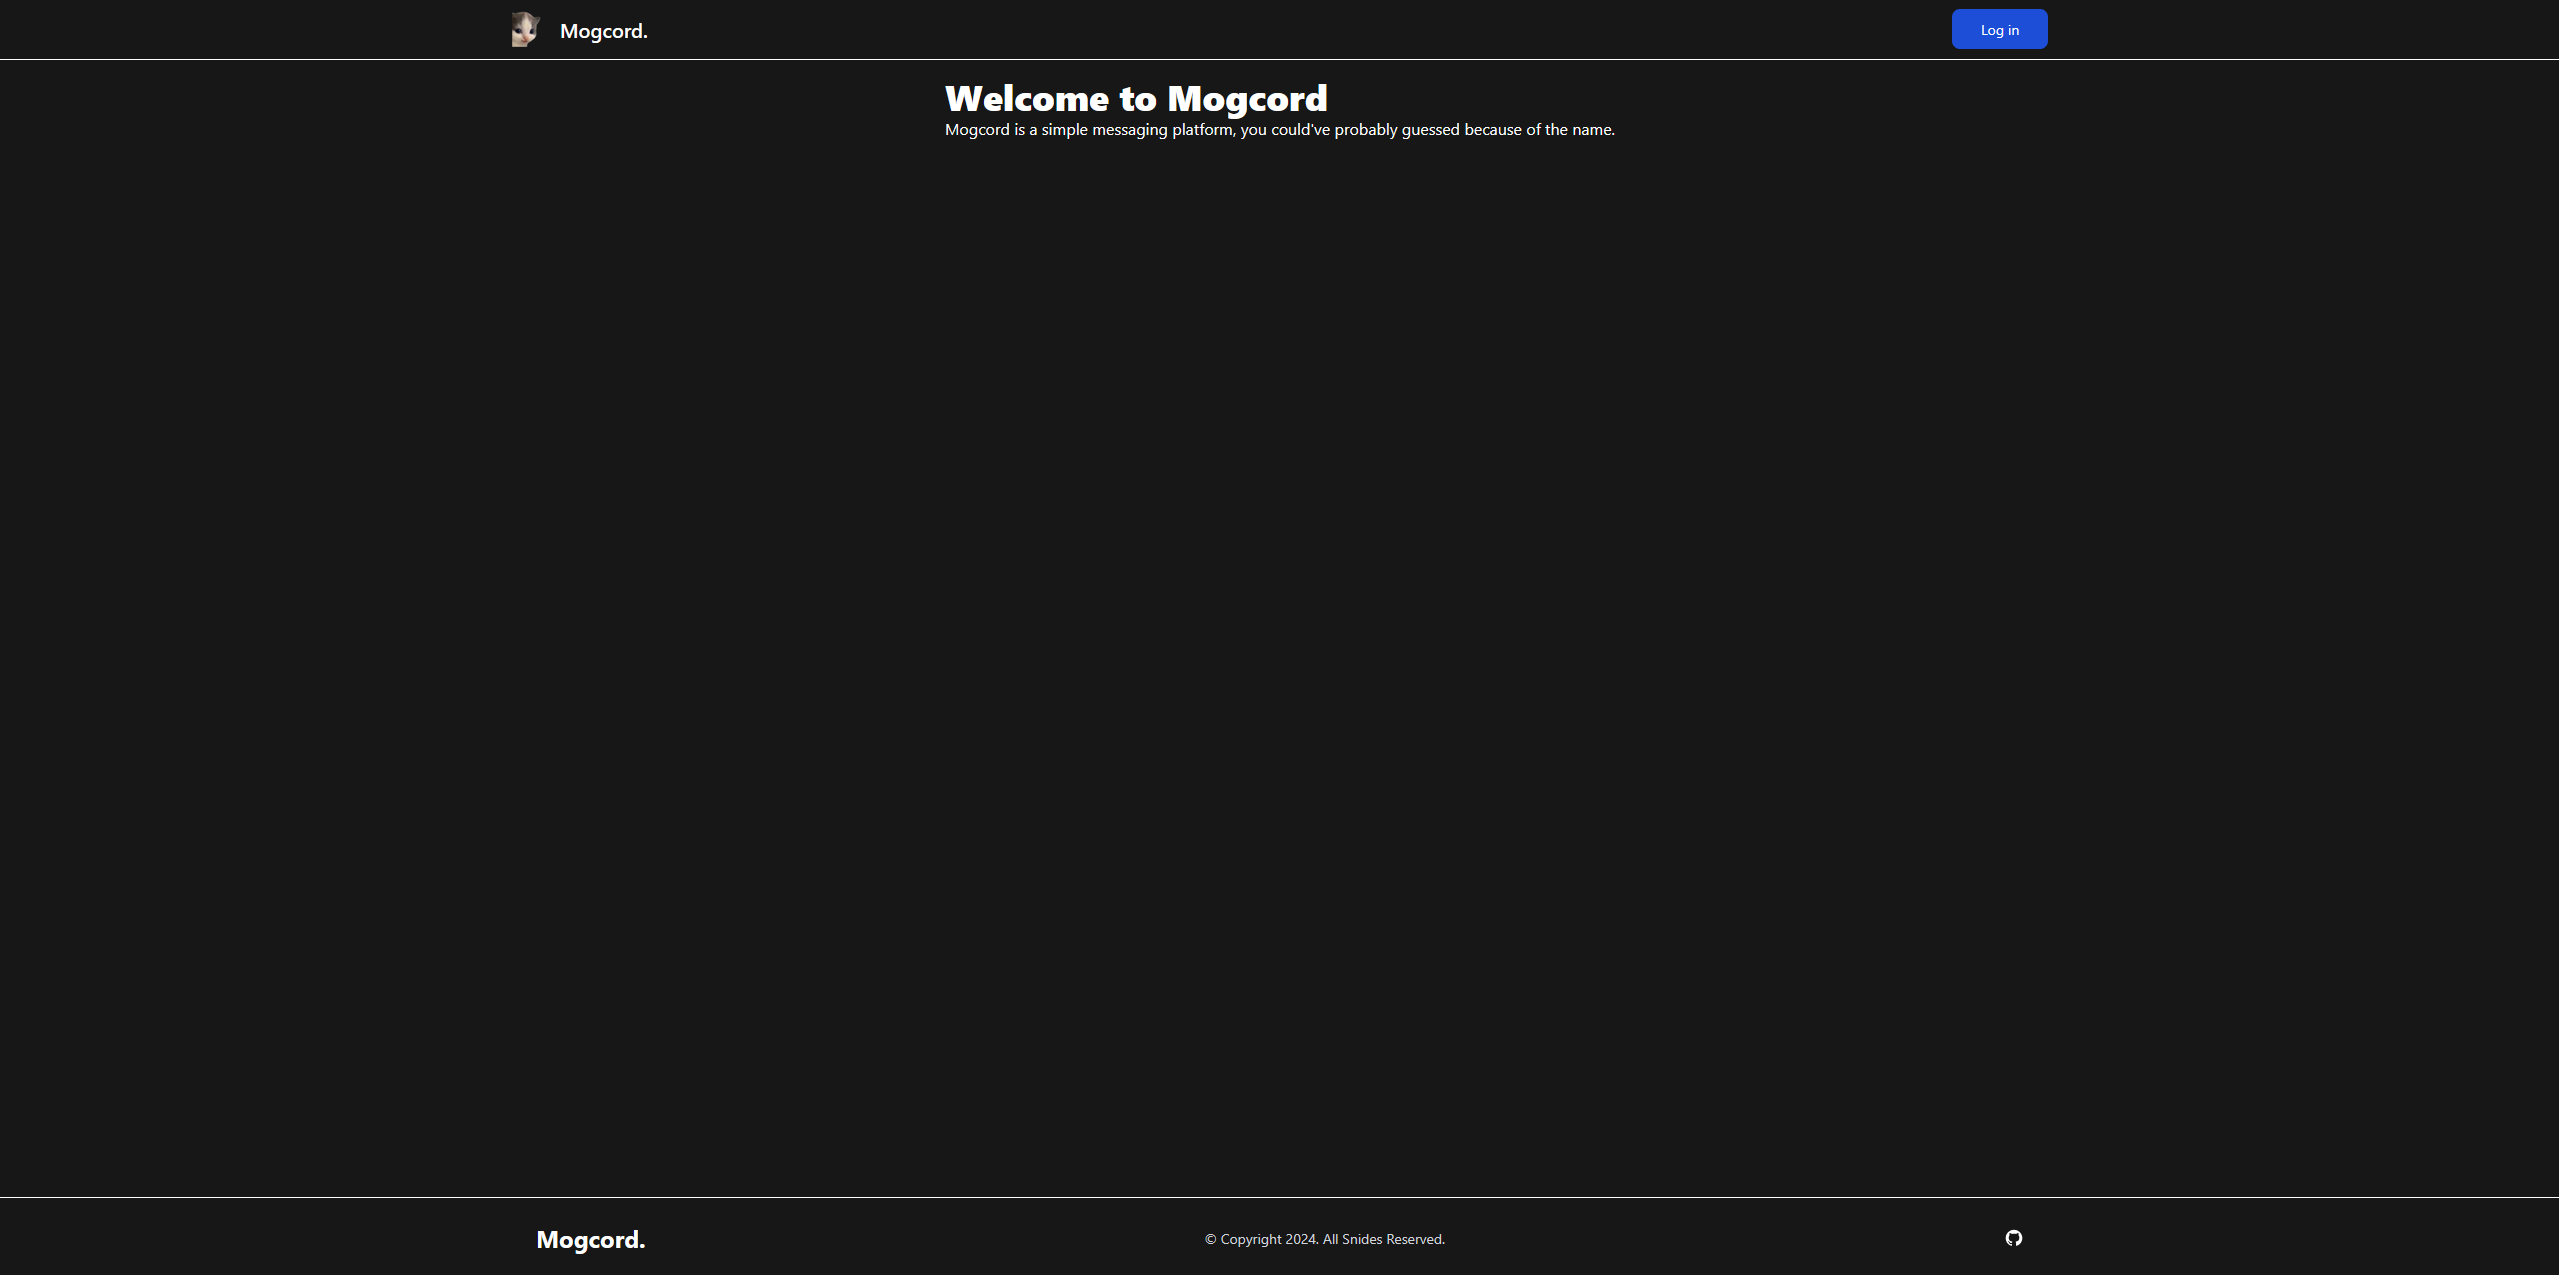 Mogcord.
Log in
Welcome to Mogcord
Mogcord is a simple messaging platform, you could've probably guessed because of the name.
Mogcord.
© Copyright 2024. All Snides Reserved.